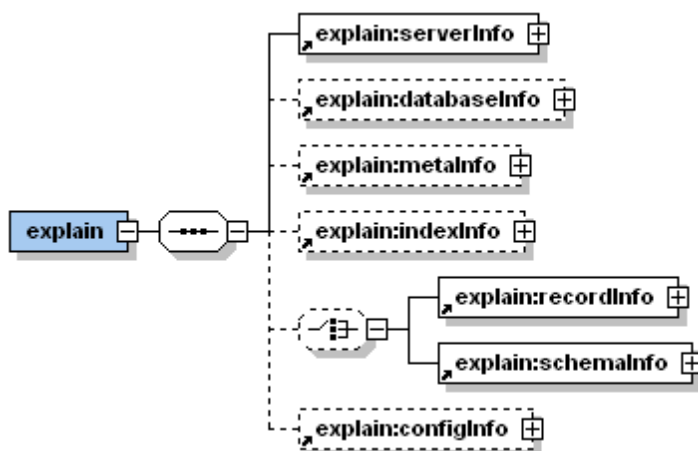 explain:serverInfo
explain:databaseInfo
explain:metaInfo
explain
explain:indexInfo
explain:recordInfo
explain:schemaInfo
explain:configInfo